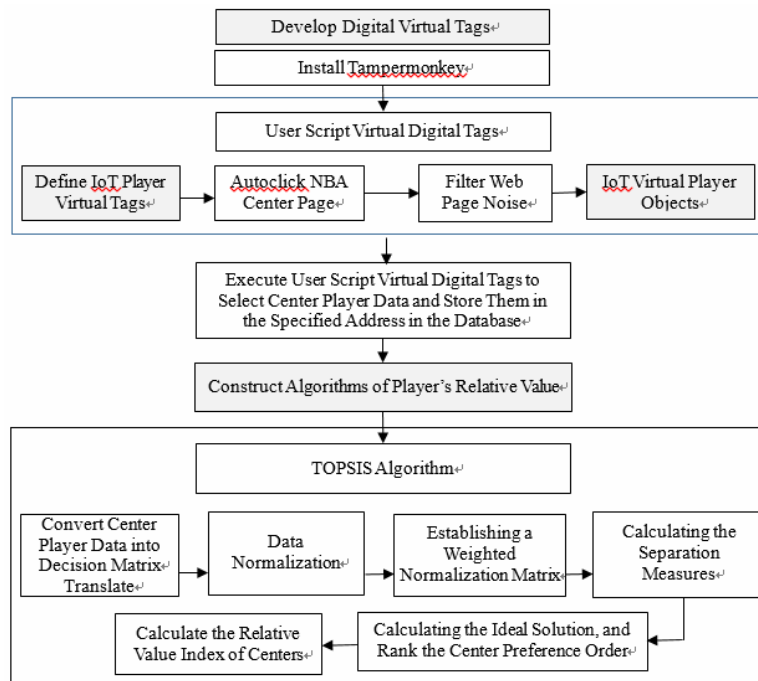 Develop Digital Virtual Tags
Install Tampermonkey
User Script Virtual Digital Tags
Define IoT Player
Virtual Tags
Autoclick NBA
Center Page
Filter Web
Page Noise
IoT Virtual Player
Objects
Execute User Script Virtual Digital Tags to
Select Center Player Data and Store Them in
the Specified Address in the Database
Construct Algorithms of Player's Relative Value
TOPSIS Algorithm
Convert Center
Player Data into
Decision Matrix
Translate
Data
Normalization
Establishing a
Weighted
Normalization Matrix
Calculating the
Separation
Measures
Calculating the Ideal Solution, and
Rank the Center Preference Order
Calculate the Relative
Value Index of Centers